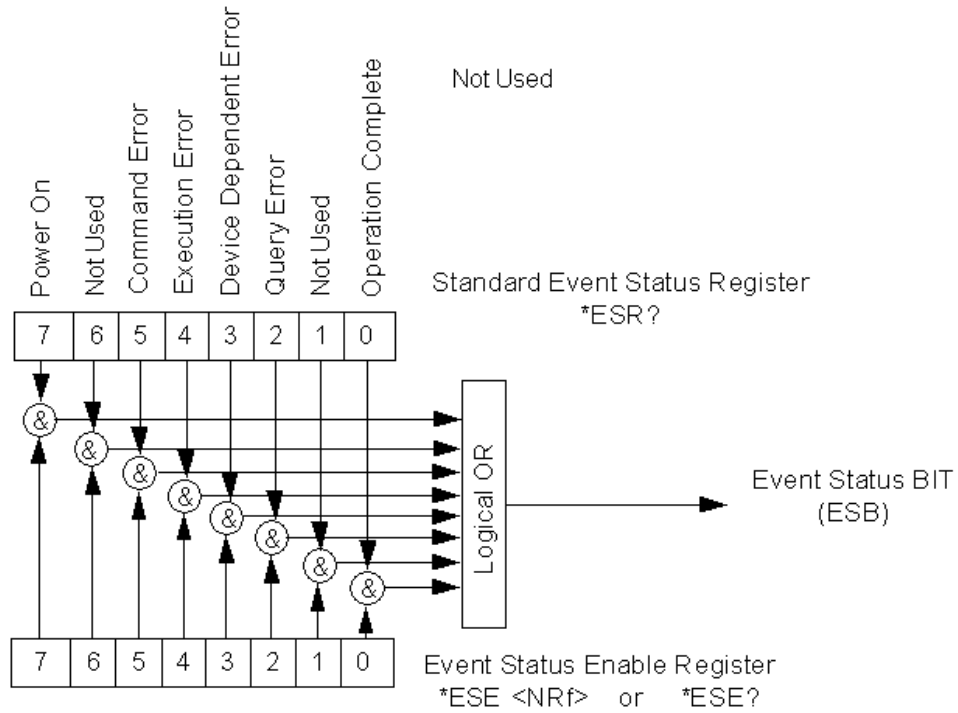 Power On
Not Used
Command Error
Execution Error
Device Dependent Error
Query Error
Not Used
Operation Complete
Not Used
Standard Event Status Register
*ESR?
7 6 5 4 3 2 1 0
& & & & & & & &
Logical OR
Event Status BIT
(ESB)
7 6 5 4 3 2 1 0
Event Status Enable Register
*ESE <NRf> or *ESE?